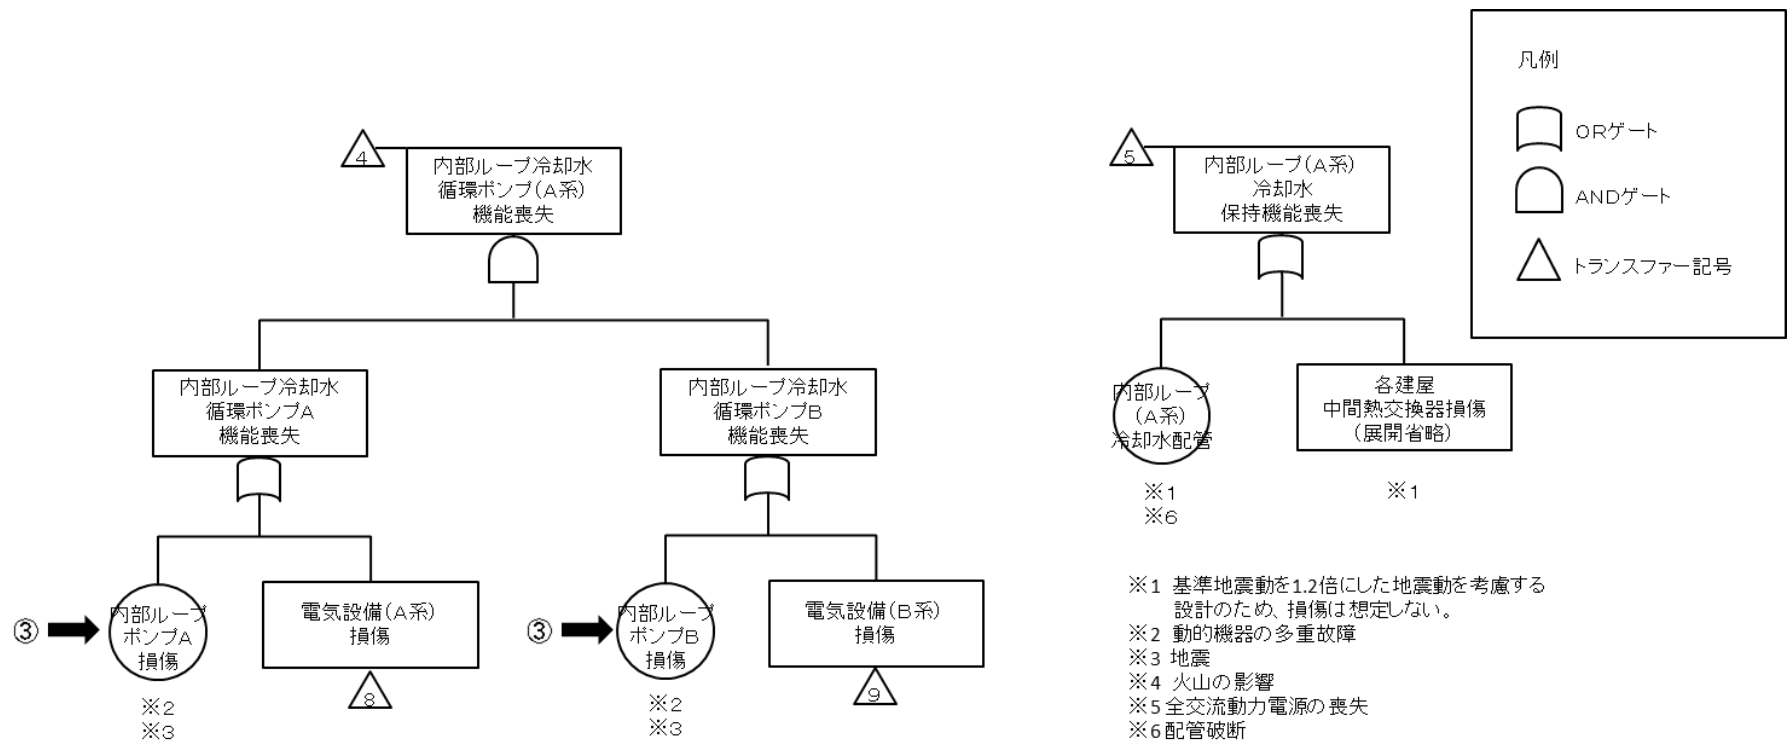 凡例
ORゲート
ANDゲート
トランスファー記号
4
内部ループ冷却水
循環ポンプ(A系)
機能喪失
内部ループ冷却水
循環ポンプA
機能喪失
内部ループ冷却水
循環ポンプB
機能喪失
③
内部ループ
ポンプA
損傷
※2
※3
電気設備(A系)
損傷
8
③
内部ループ
ポンプB
損傷
※2
※3
電気設備(B系)
損傷
9
5
内部ループ(A系)
冷却水
保持機能喪失
内部ループ
(A系)
冷却水配管
※1
※6
各建屋
中間熱交換器損傷
(展開省略)
※1
※1 基準地震動を1.2倍にした地震動を考慮する
設計のため、損傷は想定しない。
※2 動的機器の多重故障
※3 地震
※4 火山の影響
※5 全交流動力電源の喪失
※6 配管破断